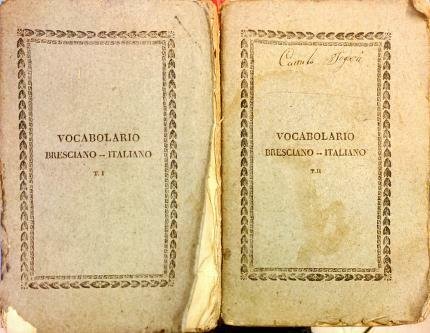 VOCABOLARIO
BRESCIANO -- ITALIANO
T. I
VOCABOLARIO
BRESCIANO -- ITALIANO
T. II